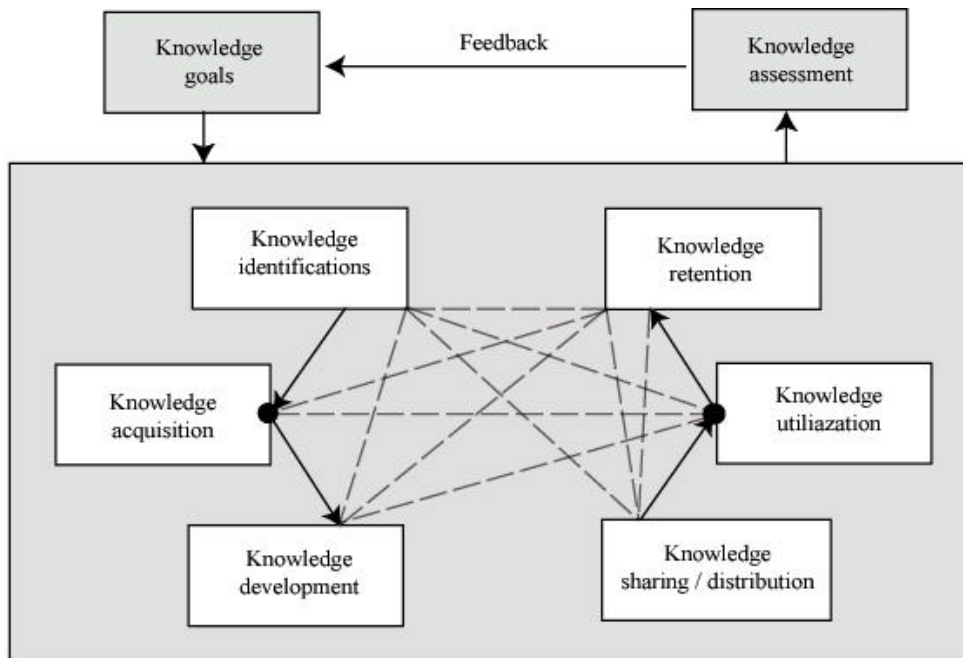 Knowledge
goals
Feedback
Knowledge
assessment
Knowledge
identifications
Knowledge
retention
Knowledge
acquisition
Knowledge
utiliazation
Knowledge
development
Knowledge
sharing / distribution